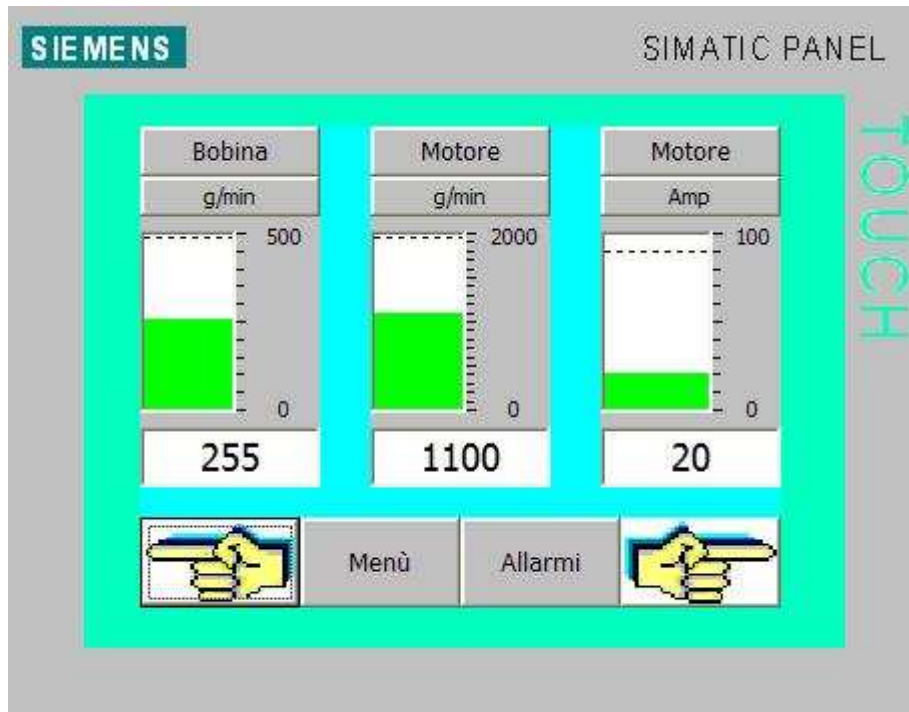 SIEMENS
SIMATIC PANEL
TOUCH
Bobina
Motore
Motore
g/min
g/min
Amp
500
2000
100
0
0
0
255
1100
20
Menù
Allarmi